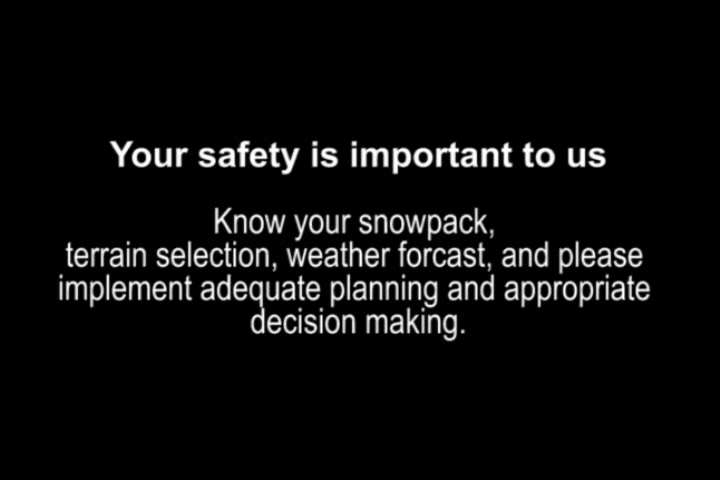 Your safety is important to us
Know your snowpack,
terrain selection, weather forcast, and please
implement adequate planning and appropriate
decision making.